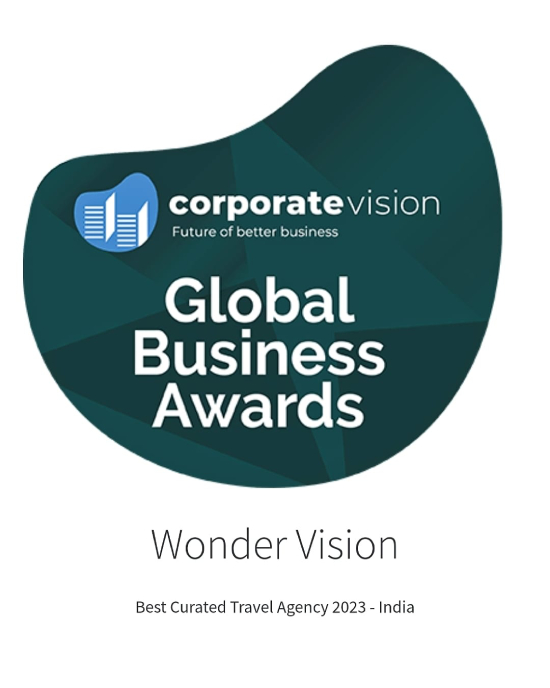 corporatevision
Future of better business
Global
Business
Awards
Wonder Vision
Best Curated Travel Agency 2023 - India